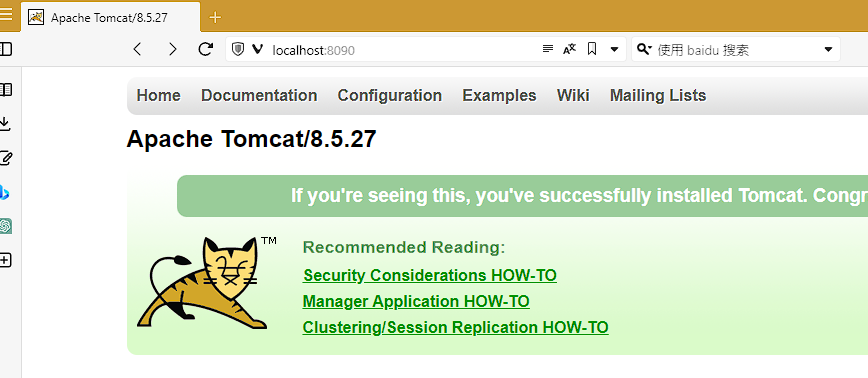 Apache Tomcat/8.5.27
localhost:8090
使用 baidu 搜索
Home Documentation Configuration Examples Wiki Mailing Lists
Apache Tomcat/8.5.27
If you're seeing this, you've successfully installed Tomcat. Congr
TM
Recommended Reading:
Security Considerations HOW-TO
Manager Application HOW-TO
Clustering/Session Replication HOW-TO